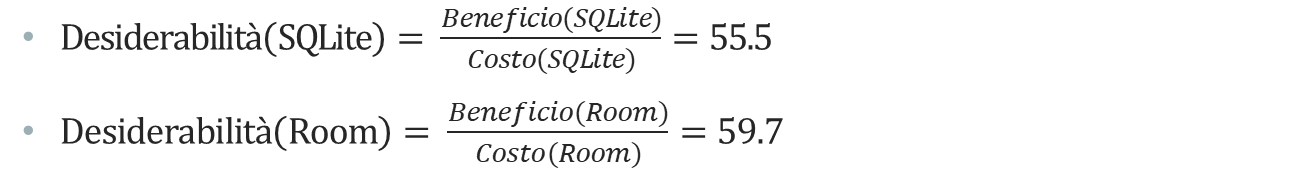 • Desiderabilità(SQLite) = Beneficio(SQLite) / Costo(SQLite) = 55.5
• Desiderabilità(Room) = Beneficio(Room) / Costo(Room) = 59.7